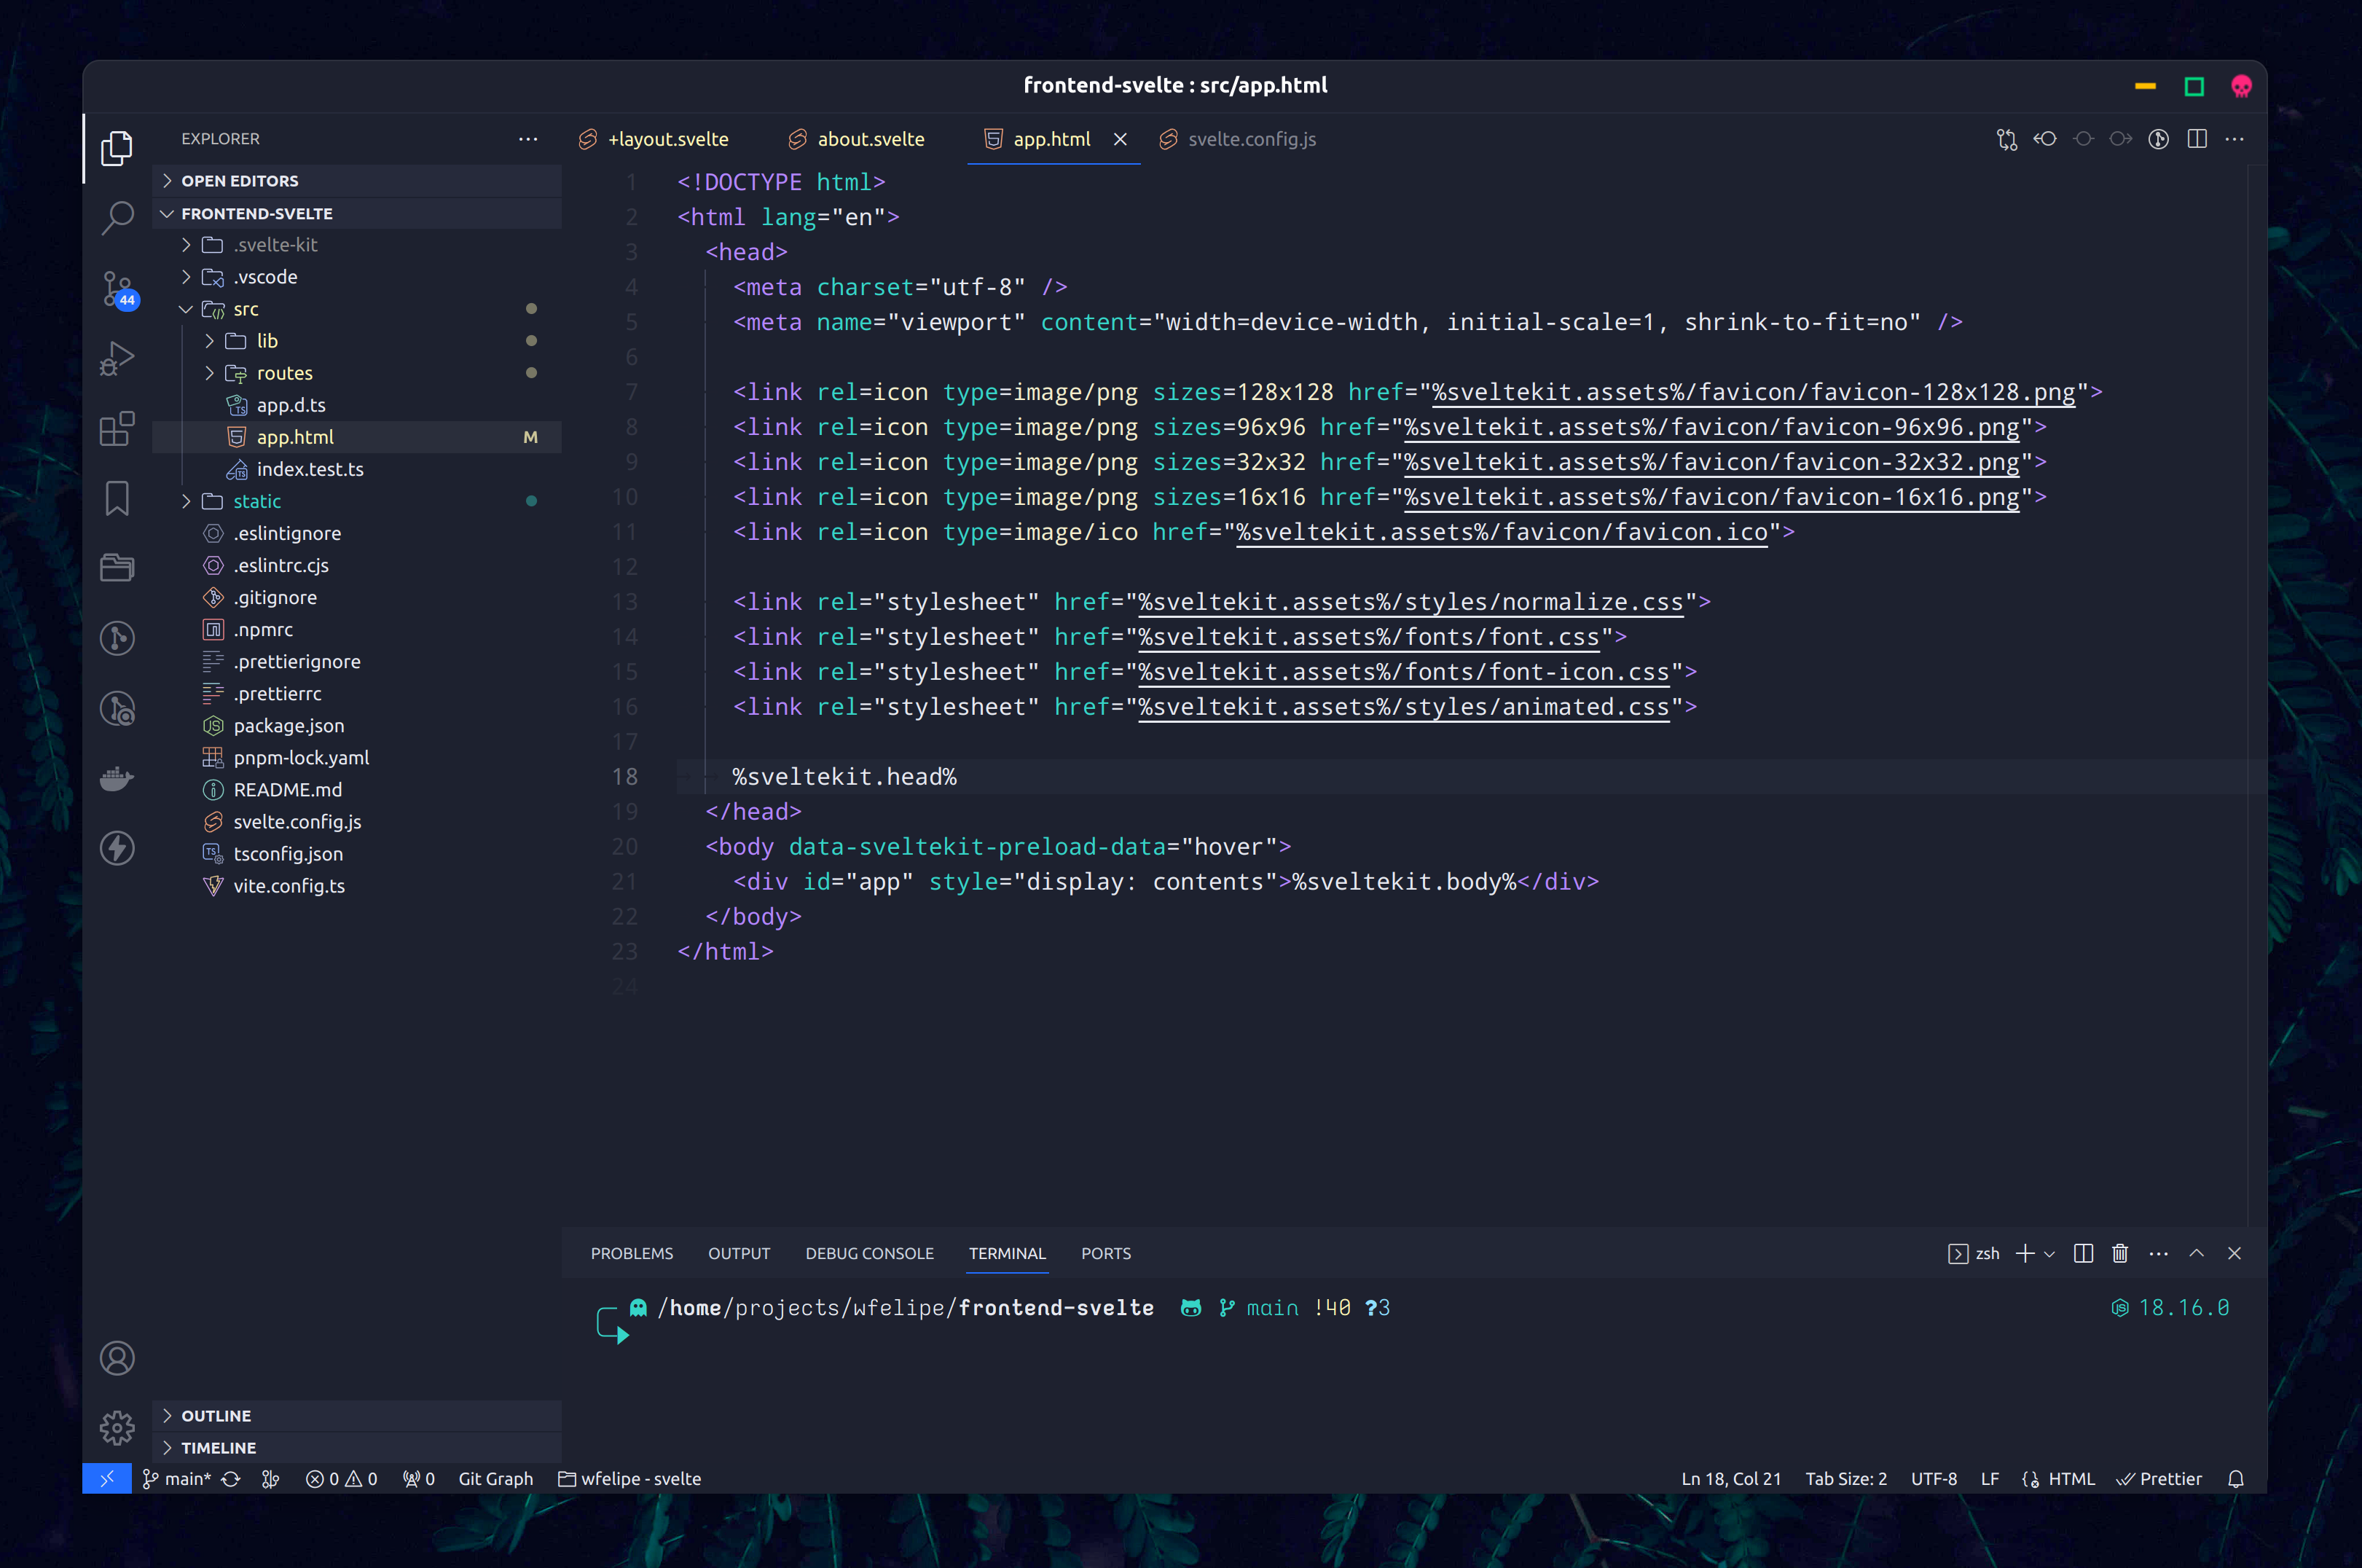 frontend-svelte : src/app.html
EXPLORER
OPEN EDITORS
FRONTEND-SVELTE
.svelte-kit
.vscode
src
lib
routes
app.d.ts
app.html M
index.test.ts
static
.eslintignore
.eslintrc.cjs
.gitignore
.npmrc
.prettierignore
.prettierrc
package.json
pnpm-lock.yaml
README.md
svelte.config.js
tsconfig.json
vite.config.ts
OUTLINE
TIMELINE
44
+layout.svelte about.svelte app.html svelte.config.js
1 <!DOCTYPE html>
2 <html lang="en">
3 <head>
4 <meta charset="utf-8" />
5 <meta name="viewport" content="width=device-width, initial-scale=1, shrink-to-fit=no" />
6
7 <link rel=icon type=image/png sizes=128x128 href="%sveltekit.assets%/favicon/favicon-128x128.png">
8 <link rel=icon type=image/png sizes=96x96 href="%sveltekit.assets%/favicon/favicon-96x96.png">
9 <link rel=icon type=image/png sizes=32x32 href="%sveltekit.assets%/favicon/favicon-32x32.png">
10 <link rel=icon type=image/png sizes=16x16 href="%sveltekit.assets%/favicon/favicon-16x16.png">
11 <link rel=icon type=image/ico href="%sveltekit.assets%/favicon/favicon.ico">
12
13 <link rel="stylesheet" href="%sveltekit.assets%/styles/normalize.css">
14 <link rel="stylesheet" href="%sveltekit.assets%/fonts/font.css">
15 <link rel="stylesheet" href="%sveltekit.assets%/fonts/font-icon.css">
16 <link rel="stylesheet" href="%sveltekit.assets%/styles/animated.css">
17
18 %sveltekit.head%
19 </head>
20 <body data-sveltekit-preload-data="hover">
21 <div id="app" style="display: contents">%sveltekit.body%</div>
22 </body>
23 </html>
24
PROBLEMS OUTPUT DEBUG CONSOLE TERMINAL PORTS zsh
/home/projects/wfelipe/frontend-svelte main !40 ?3 18.16.0
main* 0 0 0 Git Graph wfelipe - svelte Ln 18, Col 21 Tab Size: 2 UTF-8 LF HTML Prettier